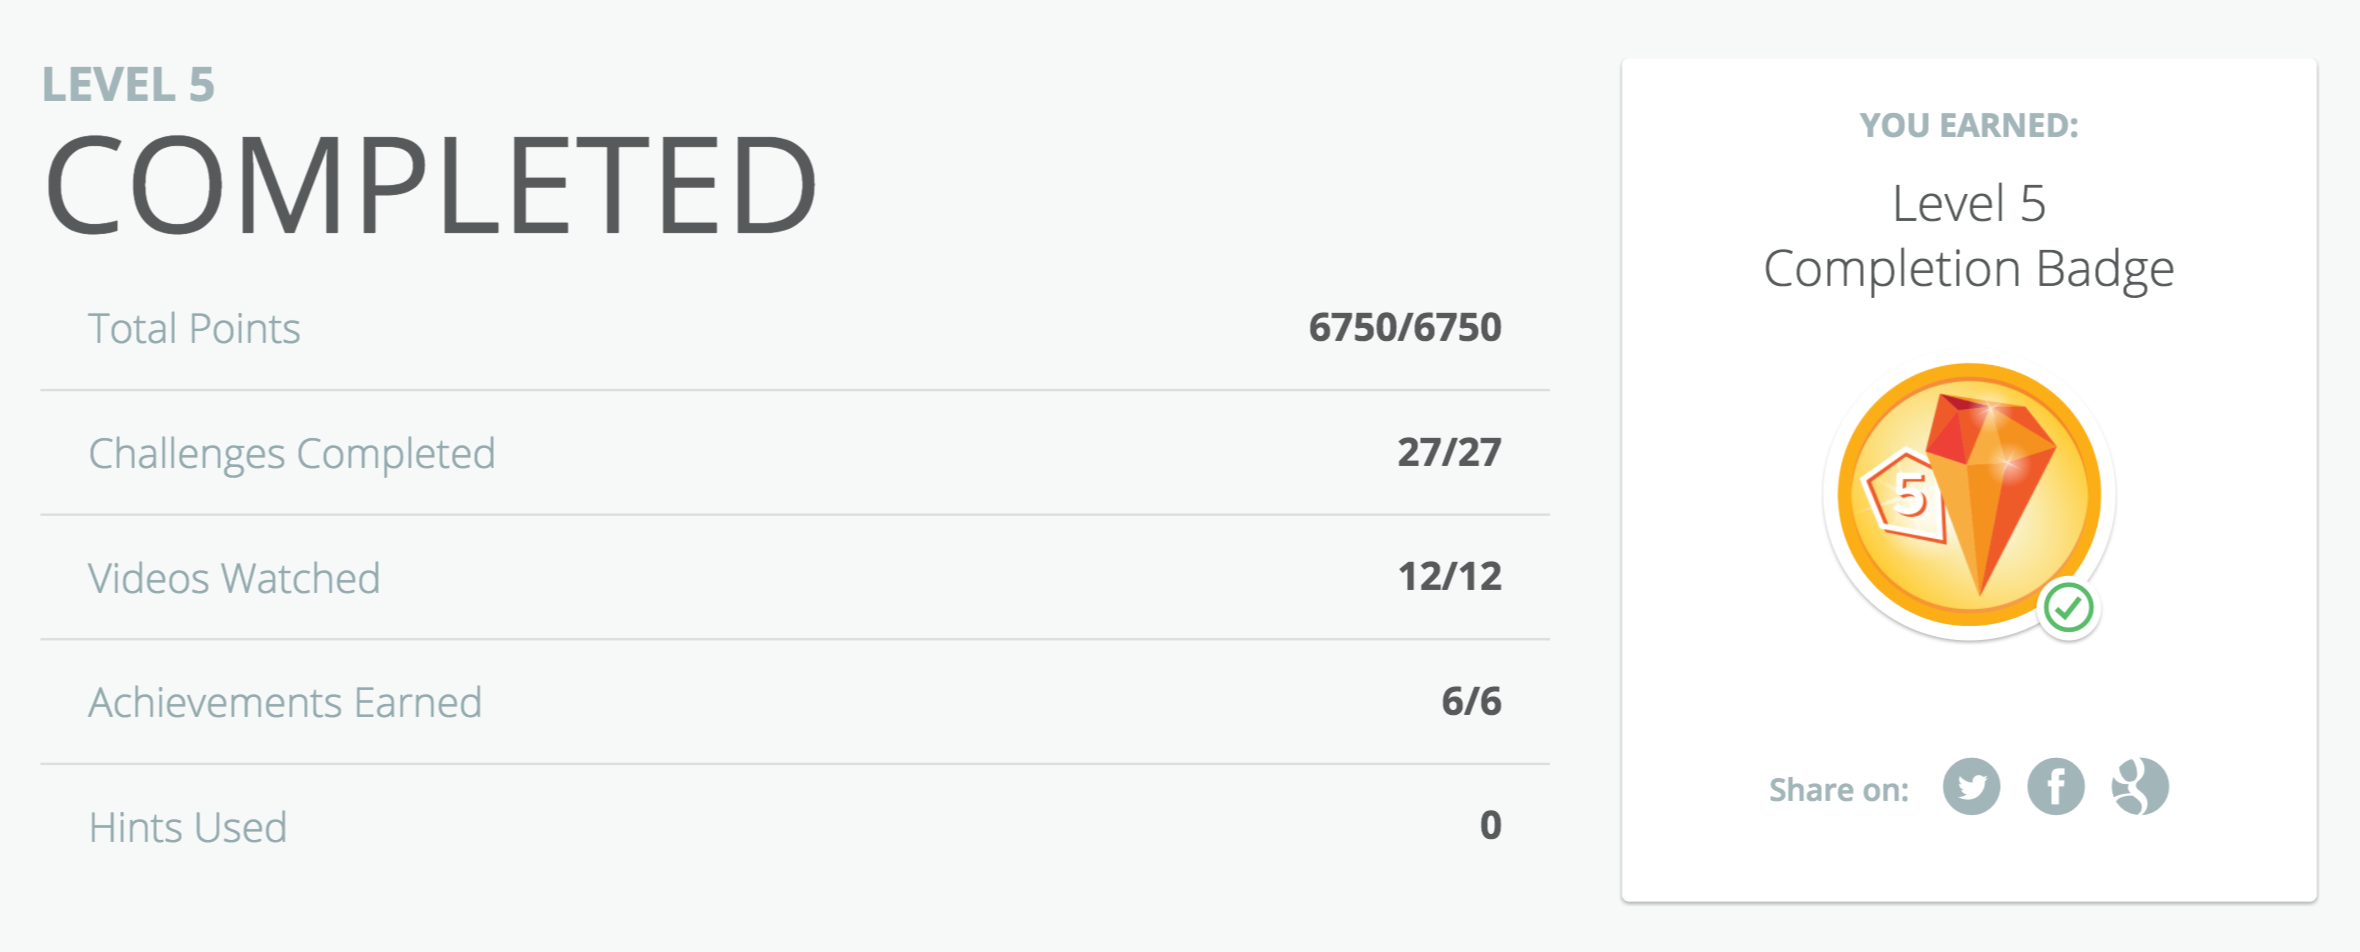 LEVEL 5
COMPLETED
Total Points 6750/6750
Challenges Completed 27/27
Videos Watched 12/12
Achievements Earned 6/6
Hints Used 0
YOU EARNED:
Level 5
Completion Badge
5
Share on: